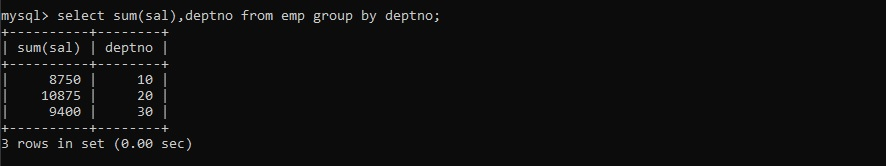 mysql> select sum(sal),deptno from emp group by deptno;
+----------+--------+
| sum(sal) | deptno |
+----------+--------+
|     8750 |     10 |
|    10875 |     20 |
|     9400 |     30 |
+----------+--------+
3 rows in set (0.00 sec)